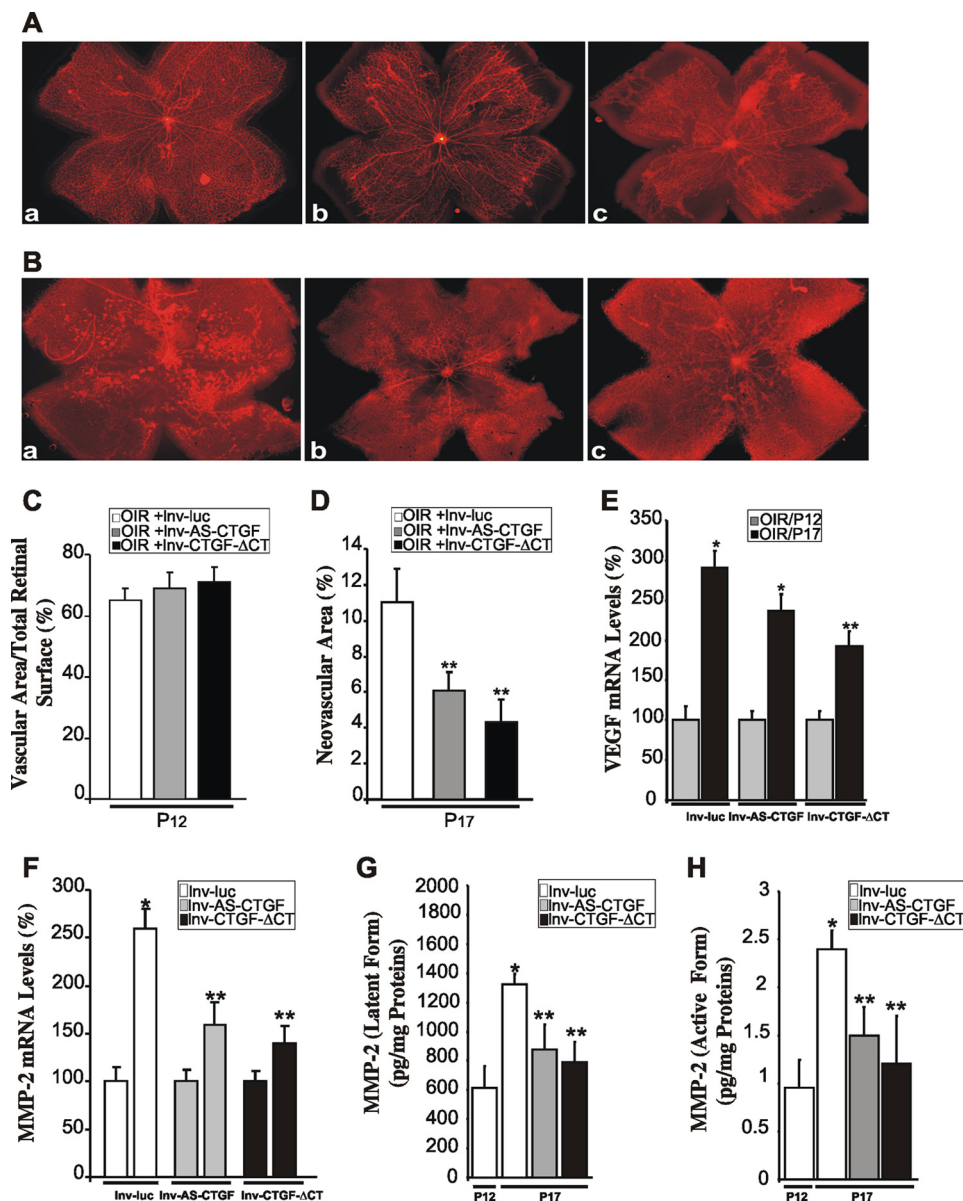 A
a
b
c
B
a
b
c
C
OIR +Inv-luc
OIR +Inv-AS-CTGF
OIR +Inv-CTGF-ΔCT
Vascular Area/Total Retinal
Surface (%)
100
80
60
40
20
0
P12
D
OIR +Inv-luc
OIR +Inv-AS-CTGF
OIR +Inv-CTGF-ΔCT
Neovascular Area (%)
14
12
10
8
6
4
2
0
**
**
P17
E
OIR/P12
OIR/P17
VEGF mRNA Levels (%)
350
300
250
200
150
100
50
0
*
*
**
Inv-luc
Inv-AS-CTGF
Inv-CTGF-ΔCT
F
Inv-luc
Inv-AS-CTGF
Inv-CTGF-ΔCT
MMP-2 mRNA Levels (%)
300
250
200
150
100
50
0
*
**
**
Inv-luc
Inv-AS-CTGF
Inv-CTGF-ΔCT
G
Inv-luc
Inv-AS-CTGF
Inv-CTGF-ΔCT
MMP-2 (Latent Form)
(pg/mg Proteins)
2000
1800
1600
1400
1200
1000
800
600
400
200
0
*
**
**
P12
P17
H
Inv-luc
Inv-AS-CTGF
Inv-CTGF-ΔCT
MMP-2 (Active Form)
(pg/mg Proteins)
3
2.5
2
1.5
1
0.5
0
*
**
**
P12
P17